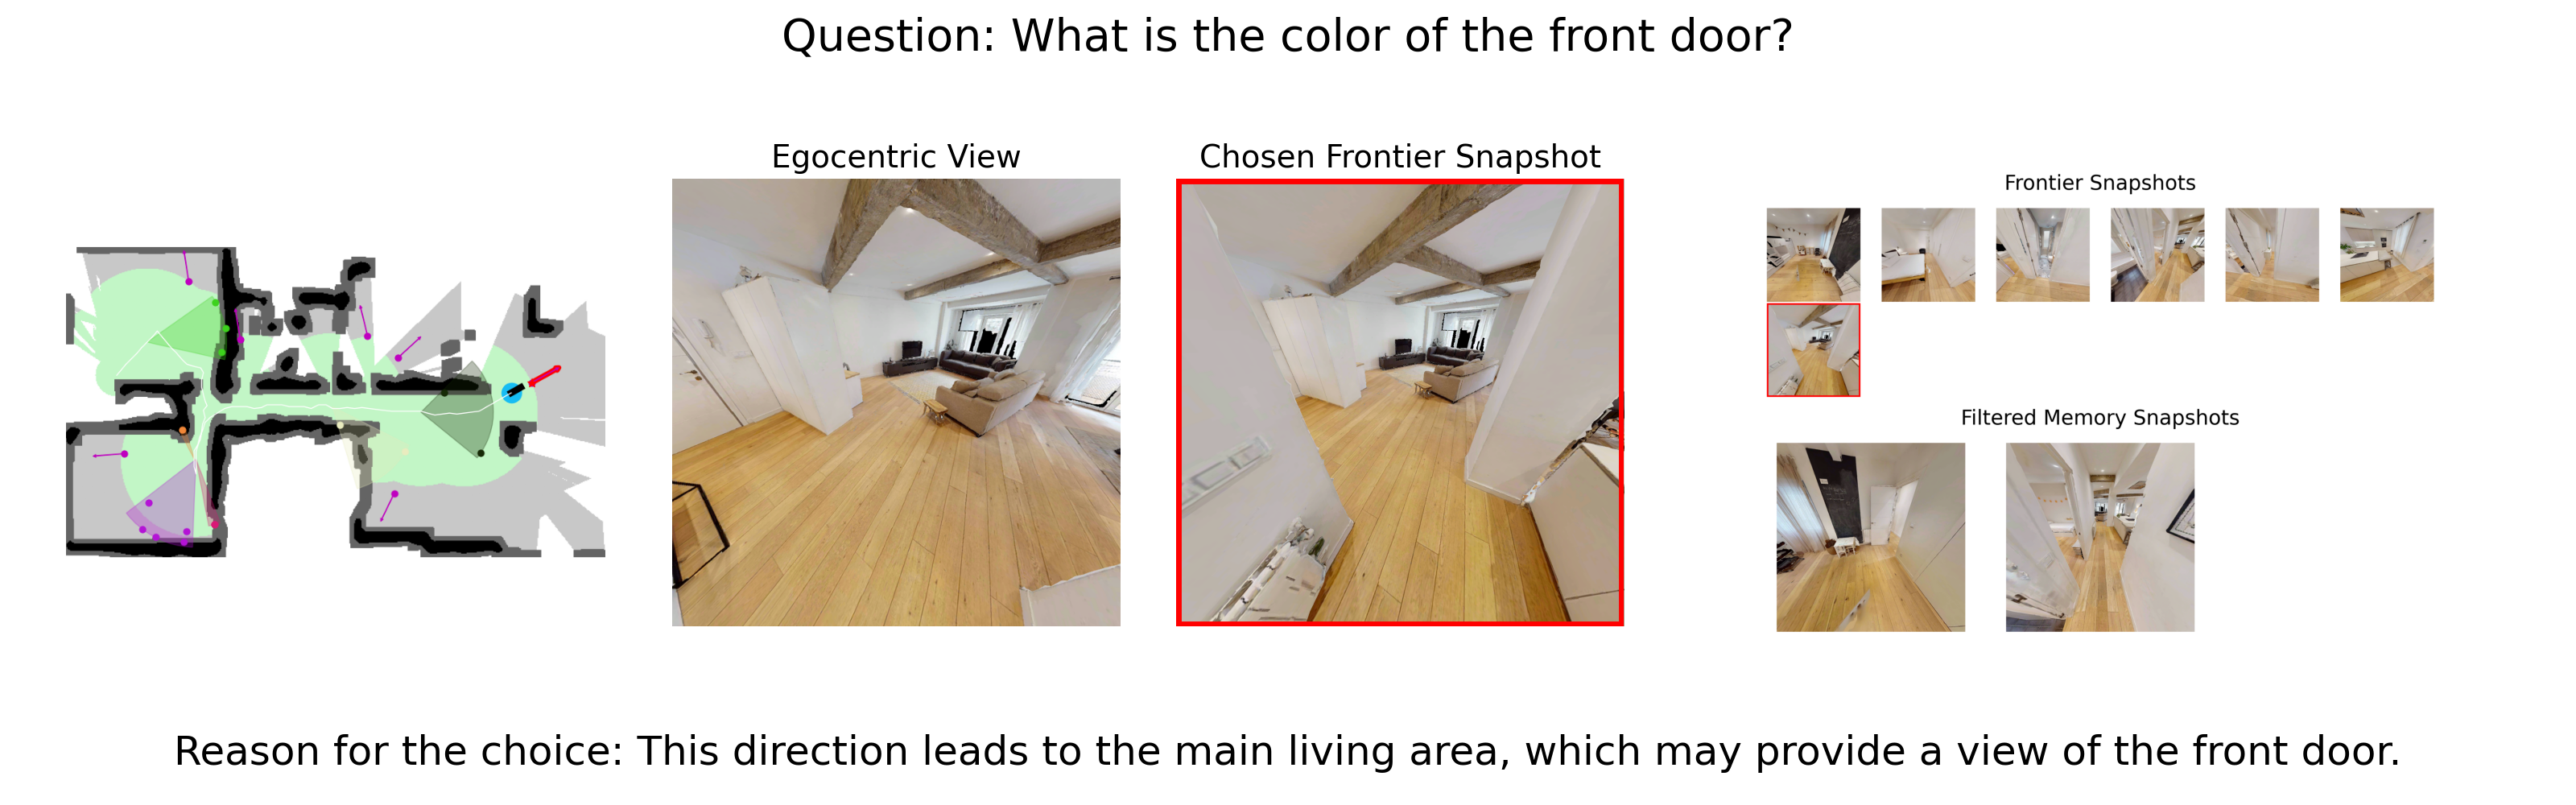 Question: What is the color of the front door?
Egocentric View
Chosen Frontier Snapshot
Frontier Snapshots
Filtered Memory Snapshots
Reason for the choice: This direction leads to the main living area, which may provide a view of the front door.